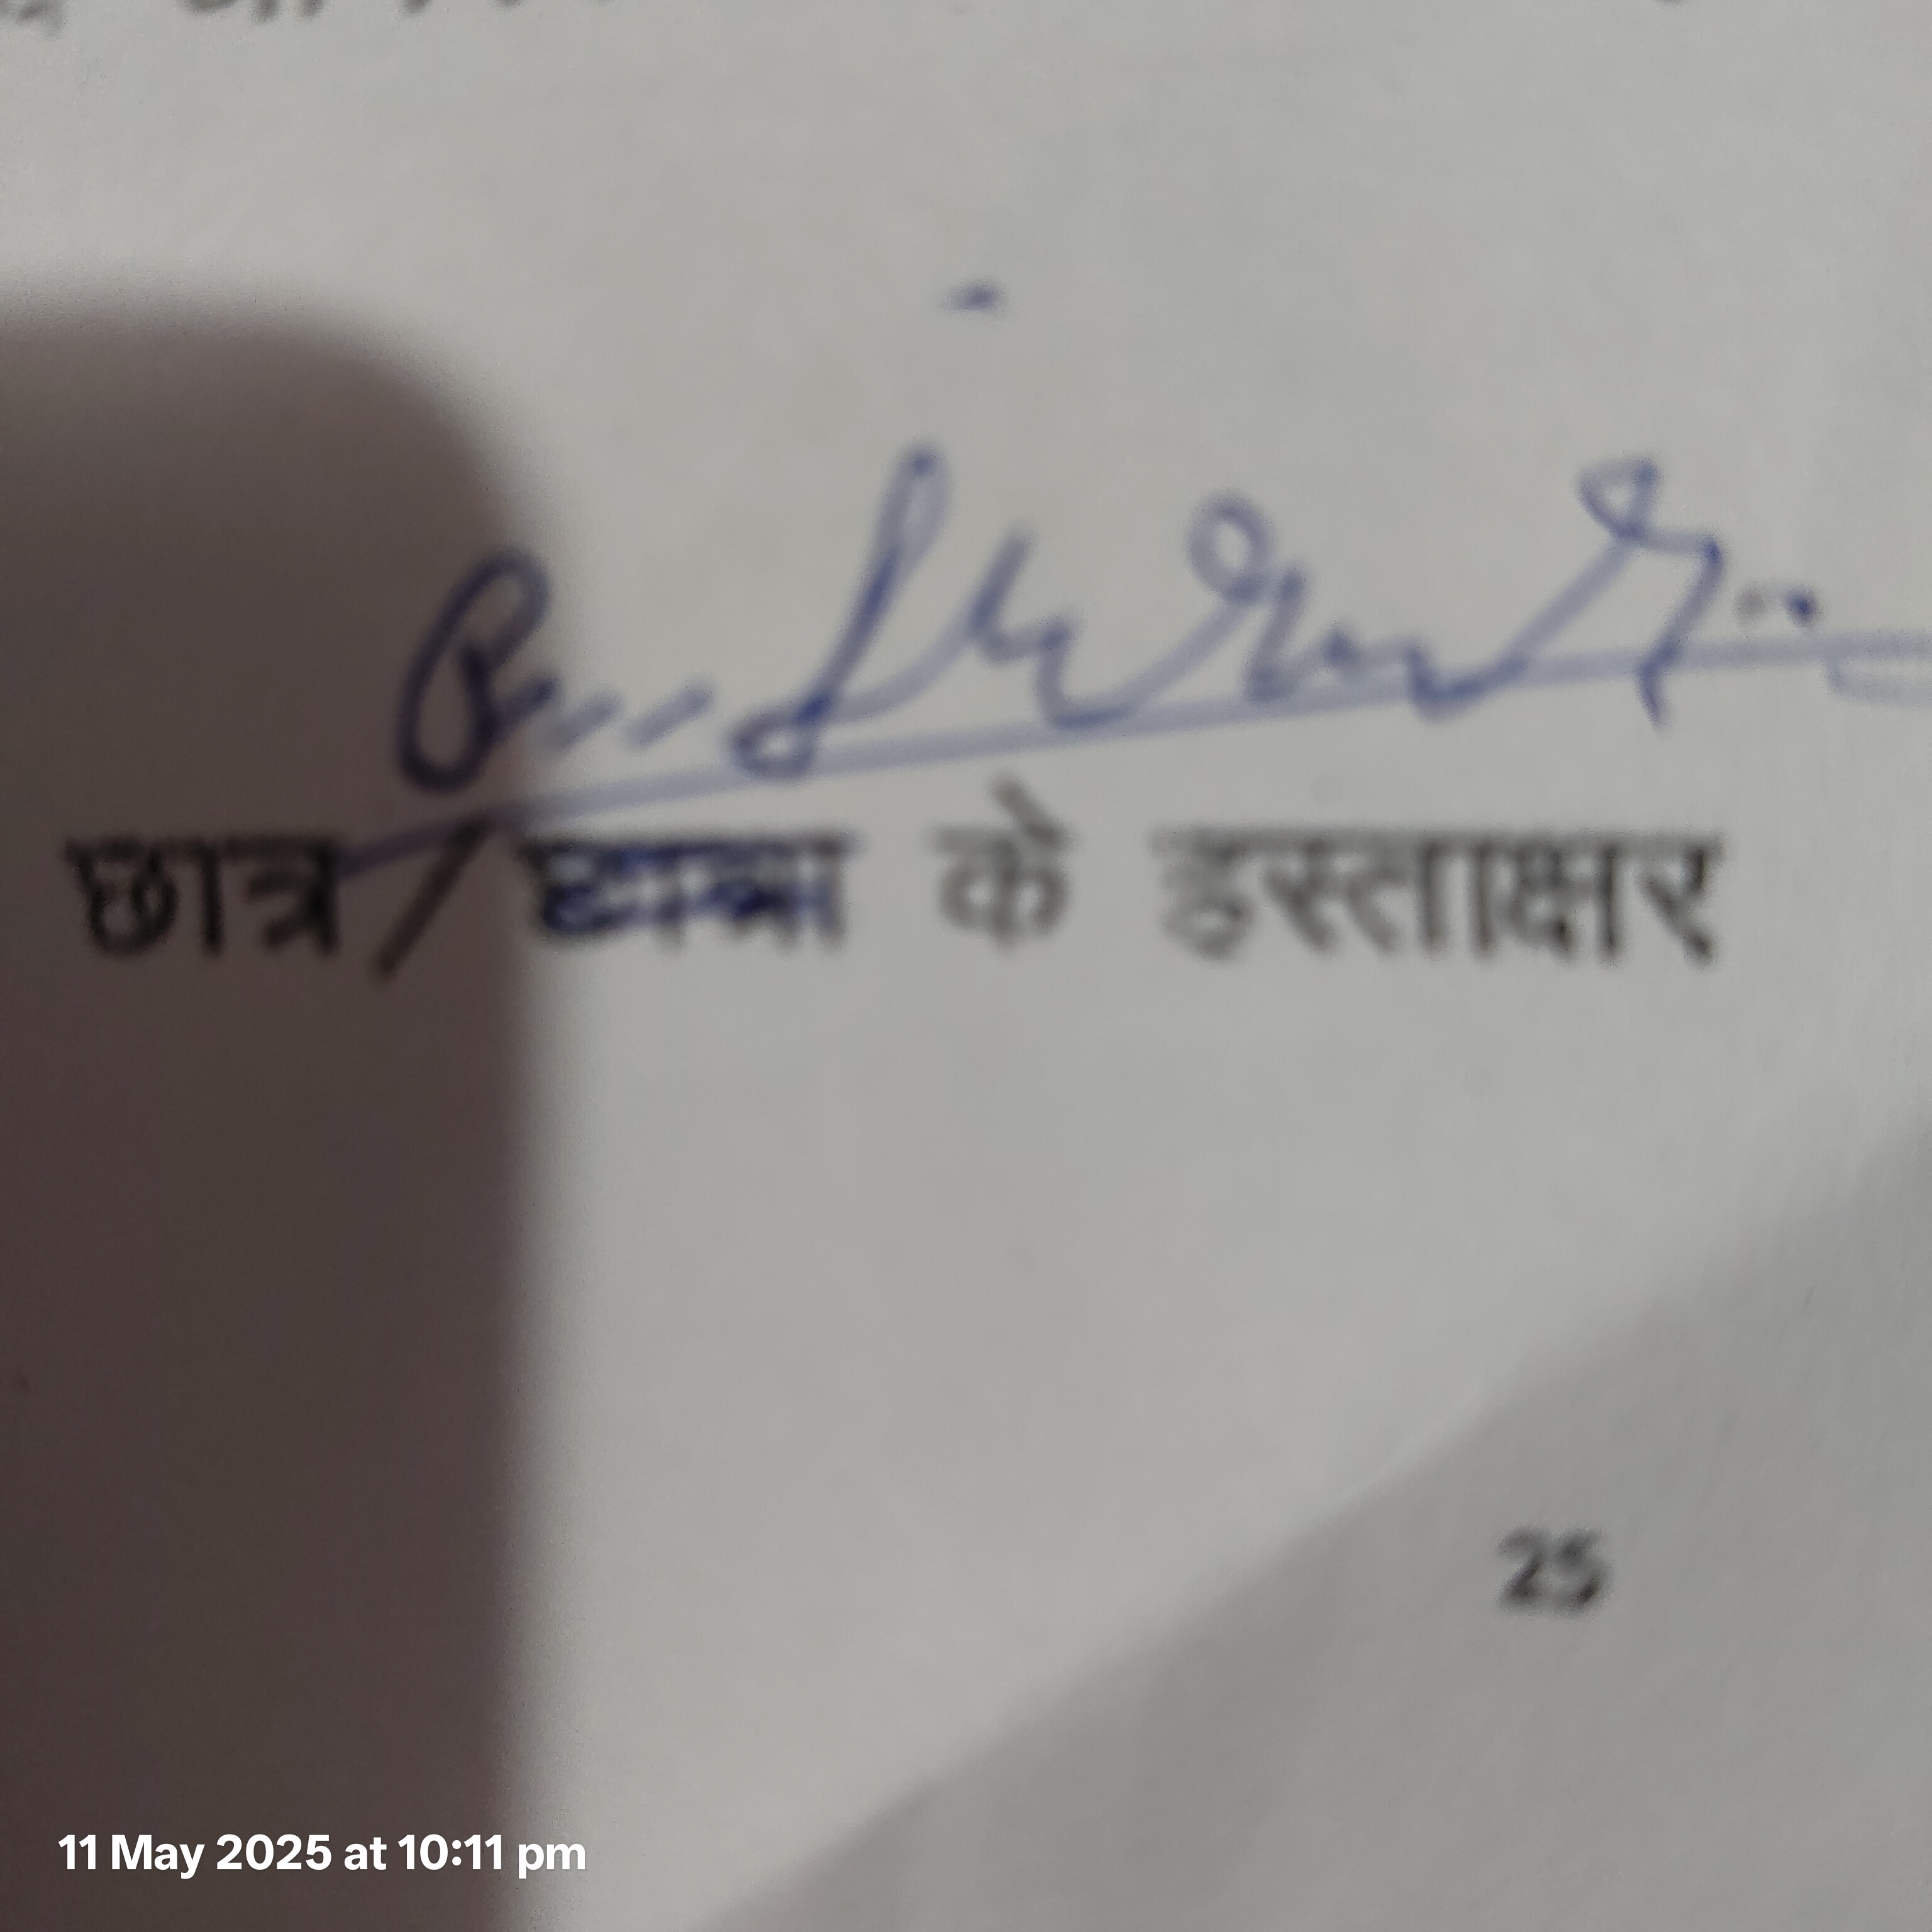 छात्र / छात्रा के हस्ताक्षर
25
11 May 2025 at 10:11 pm